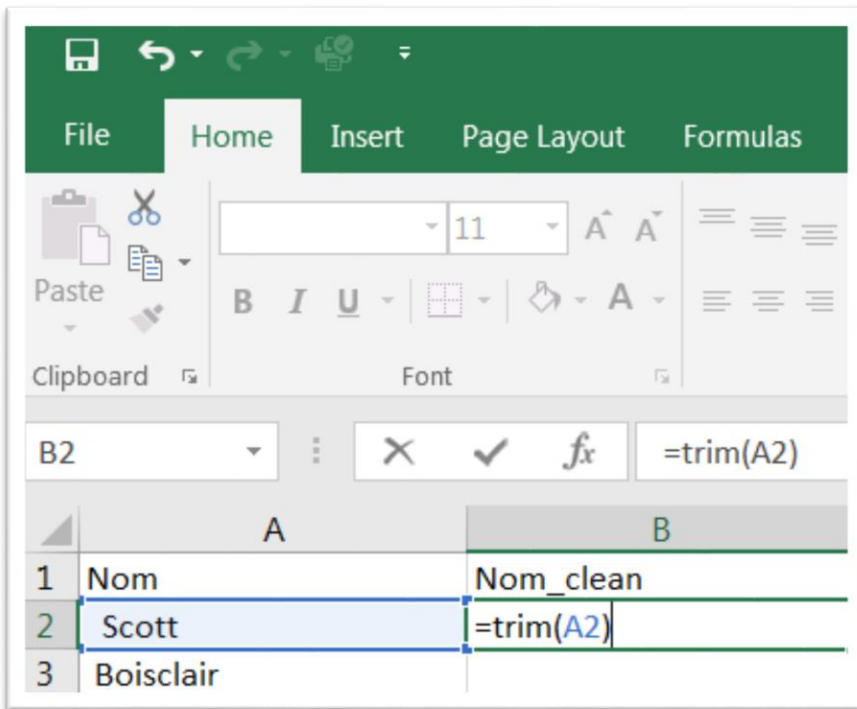 File Home Insert Page Layout Formulas
11 A A
Paste
B I U A
Clipboard Font
B2 fx =trim(A2)
A B
1 Nom Nom_clean
2 Scott =trim(A2)
3 Boisclair